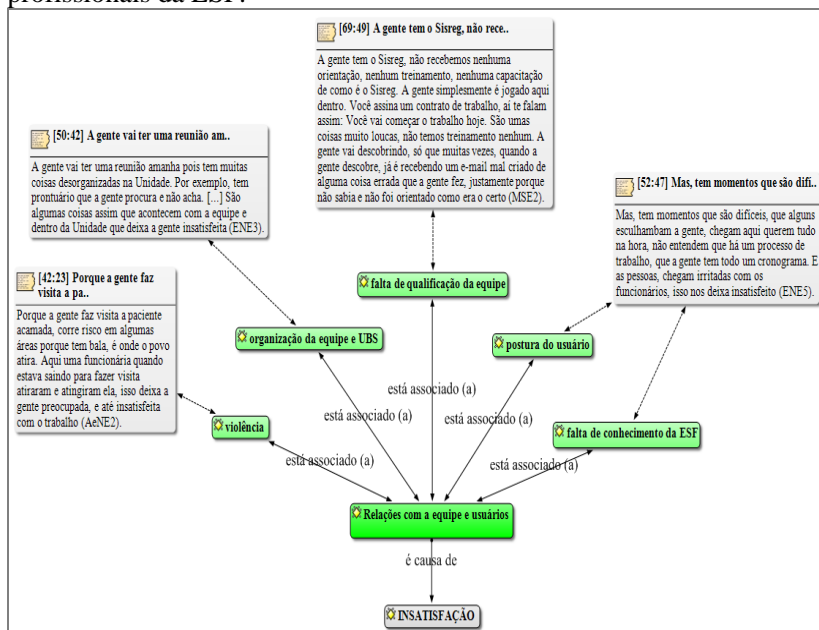 profissionais da ESF.
[69:49] A gente tem o Sisreg, não rece..
A gente tem o Sisreg, não recebemos nenhuma
orientação, nenhum treinamento, nenhuma capacitação
de como é o Sisreg. A gente simplesmente é jogado aqui
dentro. Você assina um contrato de trabalho, aí te falam
assim: Você vai começar o trabalho hoje. São umas
coisas muito loucas, não temos treinamento nenhum. A
gente vai descobrindo, só que muitas vezes, quando a
gente descobre, já é recebendo um e-mail mal criado de
alguma coisa errada que a gente fez, justamente porque
não sabia e não foi orientado como era o certo (MSE2).
[50:42] A gente vai ter uma reunião am..
A gente vai ter uma reunião amanha pois tem muitas
coisas desorganizadas na Unidade. Por exemplo, tem
prontuário que a gente procura e não acha. [...] São
algumas coisas assim que acontecem com a equipe e
dentro da Unidade que deixa a gente insatisfeita (ENE3).
[52:47] Mas, tem momentos que são difí..
Mas, tem momentos que são difíceis, que alguns
esculhambam a gente, chegam aqui querem tudo
na hora, não entendem que há um processo de
trabalho, que a gente tem todo um cronograma. E
as pessoas, chegam irritadas com os
funcionários, isso nos deixa insatisfeito (ENE5).
[42:23] Porque a gente faz
visita a pa..
Porque a gente faz visita a paciente
acamada, corre risco em algumas
áreas porque tem bala, é onde o povo
atira. Aqui uma funcionária quando
estava saindo para fazer visita
atiraram e atingiram ela, isso deixa a
gente preocupada, e até insatisfeita
com o trabalho (AeNE2).
falta de qualificação da equipe
organização da equipe e UBS
postura do usuário
violência
falta de conhecimento da ESF
está associado (a)
está associado (a)
está associado (a)
está associado (a)
está associado (a)
Relações com a equipe e usuários
é causa de
INSATISFAÇÃO